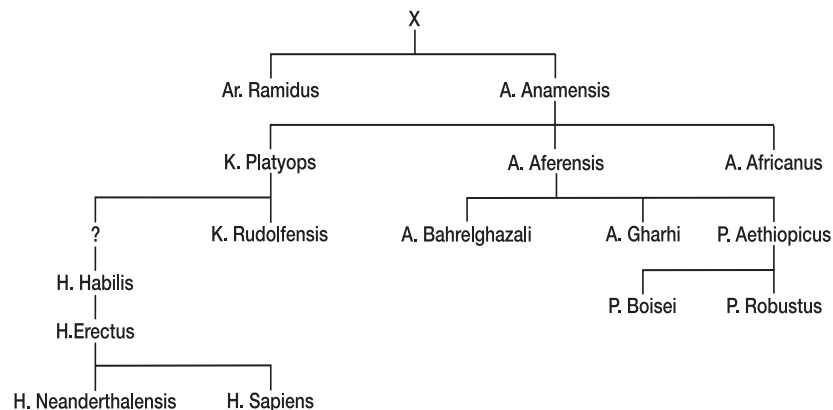 X
Ar. Ramidus
A. Anamensis
K. Platyops
A. Aferensis
A. Africanus
?
K. Rudolfensis
A. Bahrelghazali
A. Gharhi
P. Aethiopicus
H. Habilis
P. Boisei
P. Robustus
H.Erectus
H. Neanderthalensis
H. Sapiens